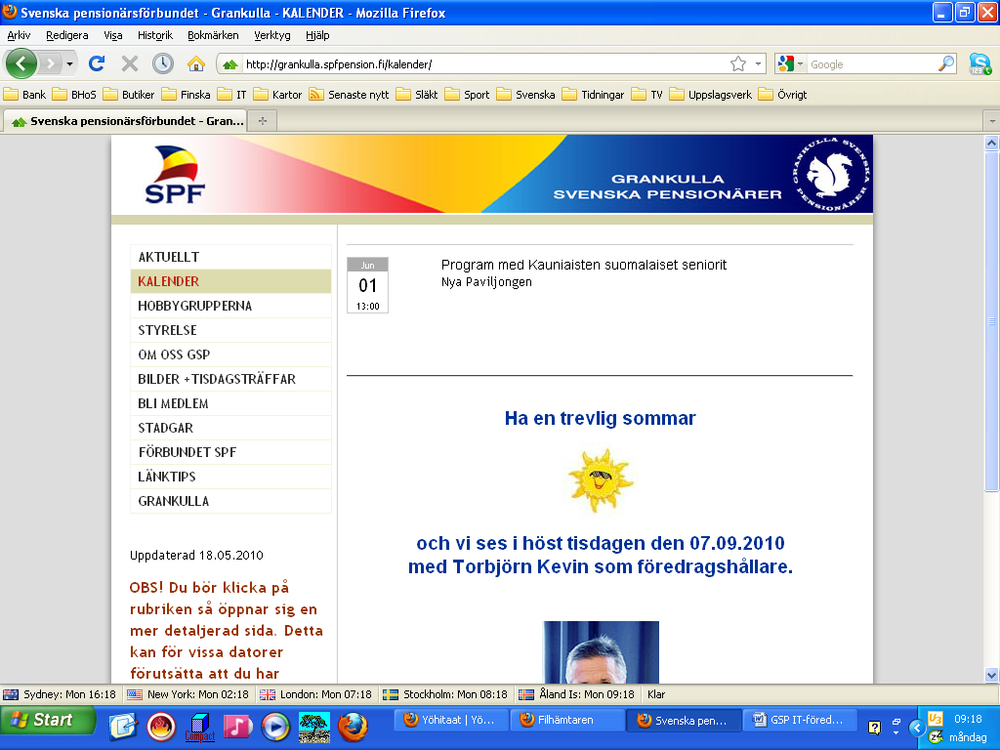 Svenska pensionärsförbundet - Grankulla - KALENDER - Mozilla Firefox
Arkiv Redigera Visa Historik Bokmärken Verktyg Hjälp
http://grankulla.spfpension.fi/kalender/ Google
Bank BHoS Butiker Finska IT Kartor Senaste nytt Släkt Sport Svenska Tidningar TV Uppslagsverk Övrigt
Svenska pensionärsförbundet - Gran...
SPF
GRANKULLA
SVENSKA PENSIONÄRER
GRANKULLA SVENSKA PENSIONÄRER
AKTUELLT
KALENDER
HOBBYGRUPPERNA
STYRELSE
OM OSS GSP
BILDER +TISDAGSTRÄFFAR
BLI MEDLEM
STADGAR
FÖRBUNDET SPF
LÄNKTIPS
GRANKULLA
Uppdaterad 18.05.2010
OBS! Du bör klicka på
rubriken så öppnar sig en
mer detaljerad sida. Detta
kan för vissa datorer
förutsätta att du har
Jun
01
13:00
Program med Kauniaisten suomalaiset seniorit
Nya Paviljongen
Ha en trevlig sommar
och vi ses i höst tisdagen den 07.09.2010
med Torbjörn Kevin som föredragshållare.
Sydney: Mon 16:18 New York: Mon 02:18 London: Mon 07:18 Stockholm: Mon 08:18 Åland Is: Mon 09:18 Klar
Start Compact Yöhitaat | Yö... Filhämtaren Svenska pen... GSP IT-föred... 09:18
måndag